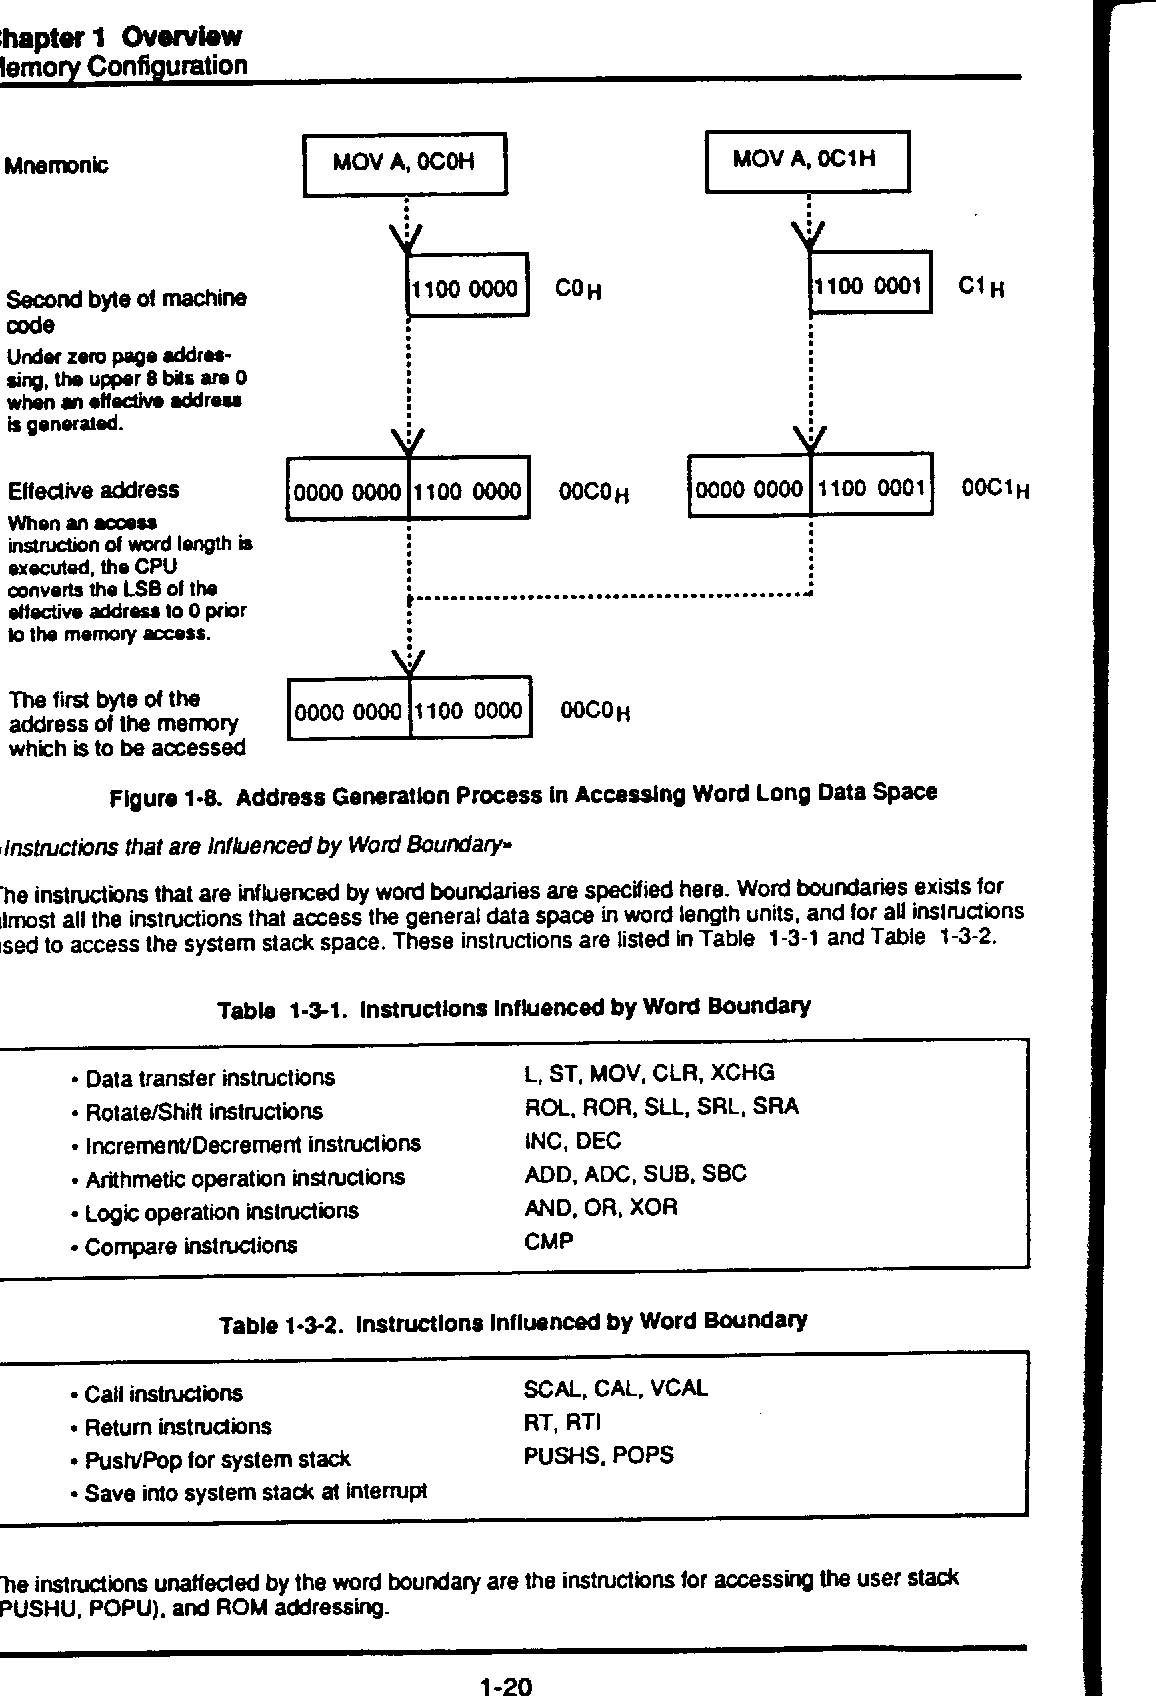 hapter 1 Overview
emory Configuration
Mnemonic
MOV A, 0C0H
MOV A, 0C1H
Second byte of machine
code
1100 0000
C0H
1100 0001
C1H
Under zero page addres-
sing, the upper 8 bits are 0
when an effective address
is generated.
Effective address
0000 0000 1100 0000
00C0H
0000 0000 1100 0001
00C1H
When an access
instruction of word length is
executed, the CPU
converts the LSB of the
effective address to 0 prior
to the memory access.
The first byte of the
address of the memory
which is to be accessed
0000 0000 1100 0000
00C0H
Figure 1-8. Address Generation Process in Accessing Word Long Data Space
Instructions that are Influenced by Word Boundary
he instructions that are influenced by word boundaries are specified here. Word boundaries exists for
lmost all the instructions that access the general data space in word length units, and for all instructions
sed to access the system stack space. These instructions are listed in Table 1-3-1 and Table 1-3-2.
Table 1-3-1. Instructions Influenced by Word Boundary
• Data transfer instructions L, ST, MOV, CLR, XCHG
• Rotate/Shift instructions ROL, ROR, SLL, SRL, SRA
• Increment/Decrement instructions INC, DEC
• Arithmetic operation instructions ADD, ADC, SUB, SBC
• Logic operation instructions AND, OR, XOR
• Compare instructions CMP
Table 1-3-2. Instructions Influenced by Word Boundary
• Call instructions SCAL, CAL, VCAL
• Return instructions RT, RTI
• Push/Pop for system stack PUSHS, POPS
• Save into system stack at interrupt
he instructions unaffected by the word boundary are the instructions for accessing the user stack
PUSHU, POPU), and ROM addressing.
1-20